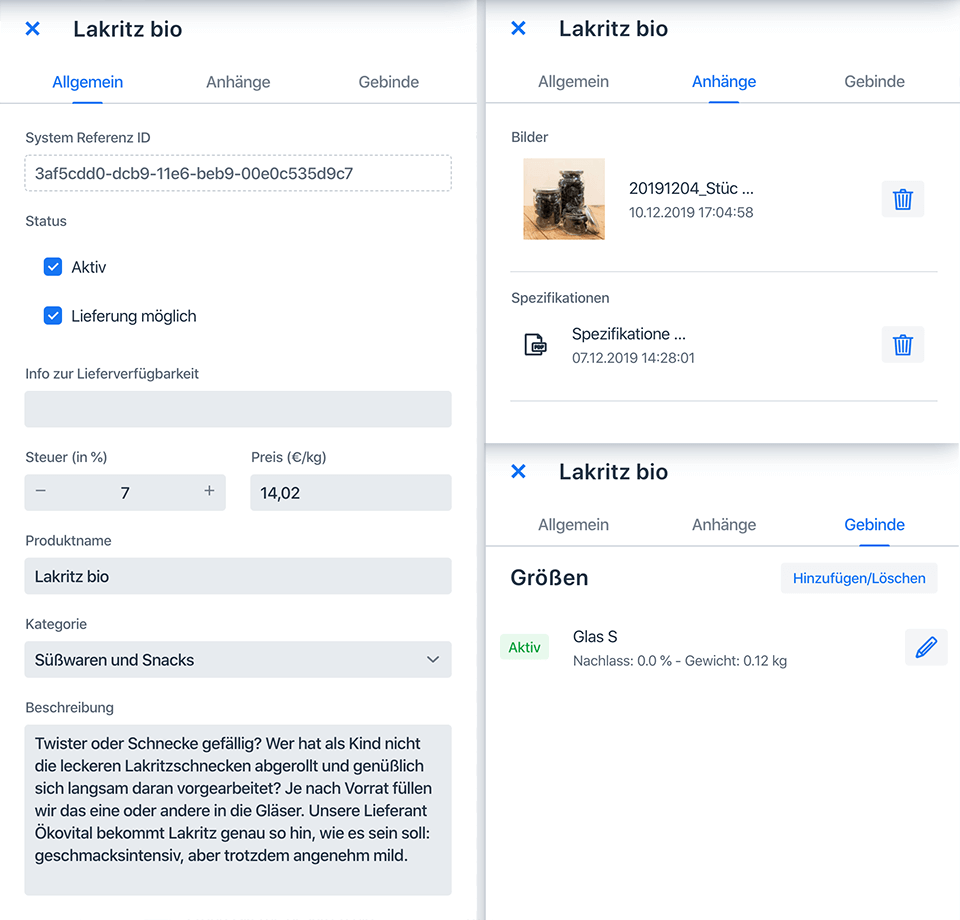 Lakritz bio
Allgemein Anhänge Gebinde
System Referenz ID
3af5cdd0-dcb9-11e6-beb9-00e0c535d9c7
Status
Aktiv
Lieferung möglich
Info zur Lieferverfügbarkeit
Steuer (in %) Preis (€/kg)
− 7 + 14,02
Produktname
Lakritz bio
Kategorie
Süßwaren und Snacks
Beschreibung
Twister oder Schnecke gefällig? Wer hat als Kind nicht
die leckeren Lakritzschnecken abgerollt und genüßlich
sich langsam daran vorgearbeitet? Je nach Vorrat füllen
wir das eine oder andere in die Gläser. Unsere Lieferant
Ökovital bekommt Lakritz genau so hin, wie es sein soll:
geschmacksintensiv, aber trotzdem angenehm mild.
Lakritz bio
Allgemein Anhänge Gebinde
Bilder
20191204_Stüc ...
10.12.2019 17:04:58
Spezifikationen
PDF
Spezifikatione ...
07.12.2019 14:28:01
Lakritz bio
Allgemein Anhänge Gebinde
Größen Hinzufügen/Löschen
Aktiv
Glas S
Nachlass: 0.0 % - Gewicht: 0.12 kg